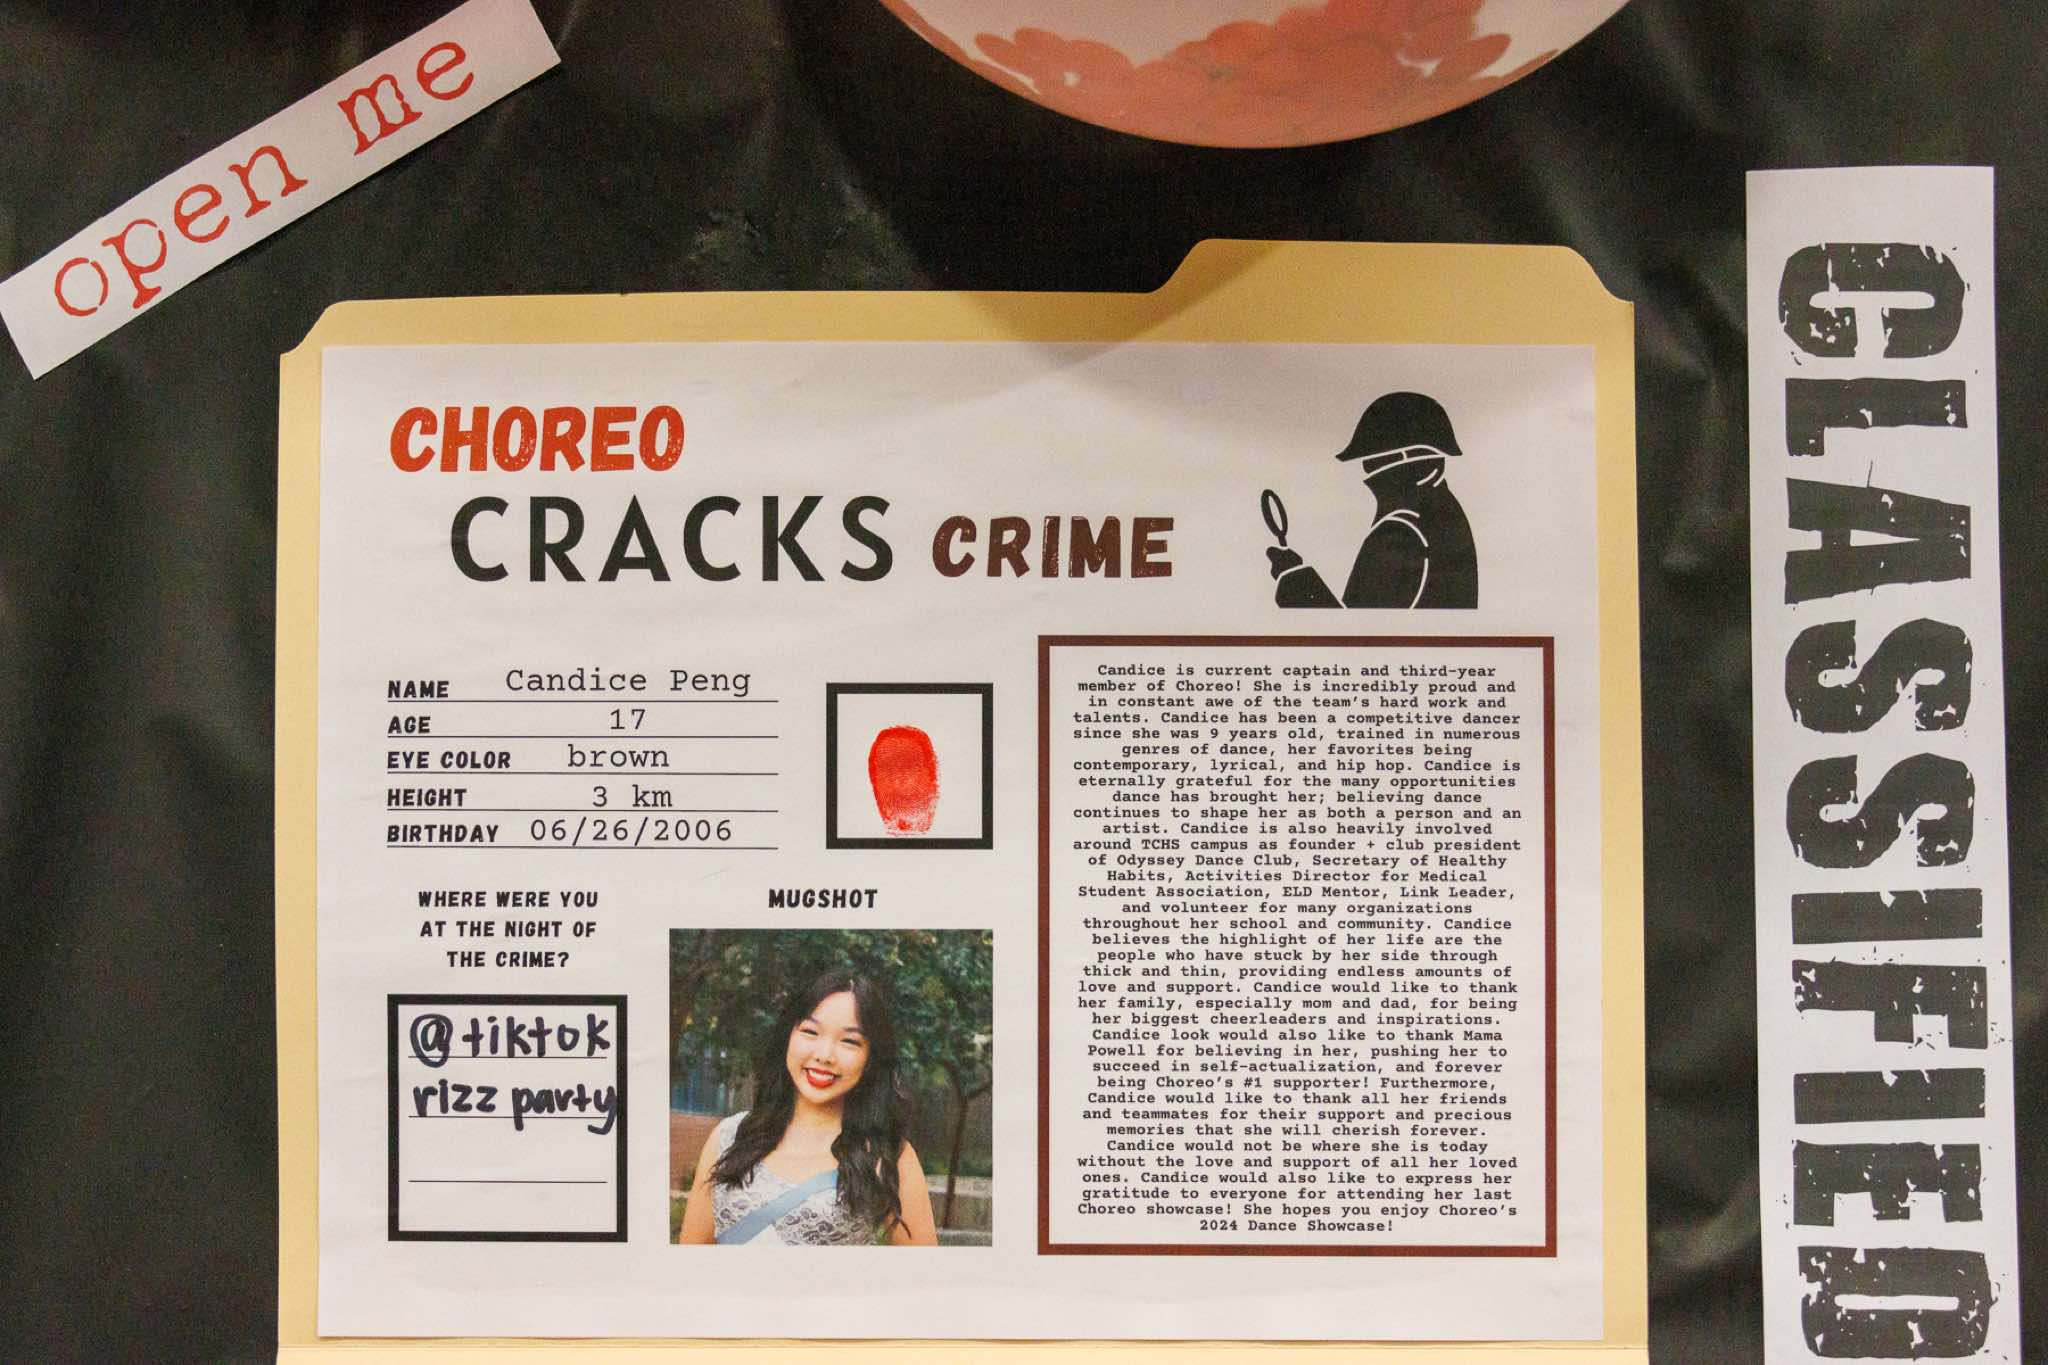 open me
CLASSIFIED
CHOREO
CRACKS CRIME
NAME Candice Peng
AGE 17
EYE COLOR brown
HEIGHT 3 km
BIRTHDAY 06/26/2006
WHERE WERE YOU
AT THE NIGHT OF
THE CRIME?
@tiktok
rizz party
MUGSHOT
Candice is current captain and third-year
member of Choreo! She is incredibly proud and
in constant awe of the team's hard work and
talents. Candice has been a competitive dancer
since she was 9 years old, trained in numerous
genres of dance, her favorites being
contemporary, lyrical, and hip hop. Candice is
eternally grateful for the many opportunities
dance has brought her; believing dance
continues to shape her as both a person and an
artist. Candice is also heavily involved
around TCHS campus as founder + club president
of Odyssey Dance Club, Secretary of Healthy
Habits, Activities Director for Medical
Student Association, ELD Mentor, Link Leader,
and volunteer for many organizations
throughout her school and community. Candice
believes the highlight of her life are the
people who have stuck by her side through
thick and thin, providing endless amounts of
love and support. Candice would like to thank
her family, especially mom and dad, for being
her biggest cheerleaders and inspirations.
Candice look would also like to thank Mama
Powell for believing in her, pushing her to
succeed in self-actualization, and forever
being Choreo's #1 supporter! Furthermore,
Candice would like to thank all her friends
and teammates for their support and precious
memories that she will cherish forever.
Candice would not be where she is today
without the love and support of all her loved
ones. Candice would also like to express her
gratitude to everyone for attending her last
Choreo showcase! She hopes you enjoy Choreo's
2024 Dance Showcase!